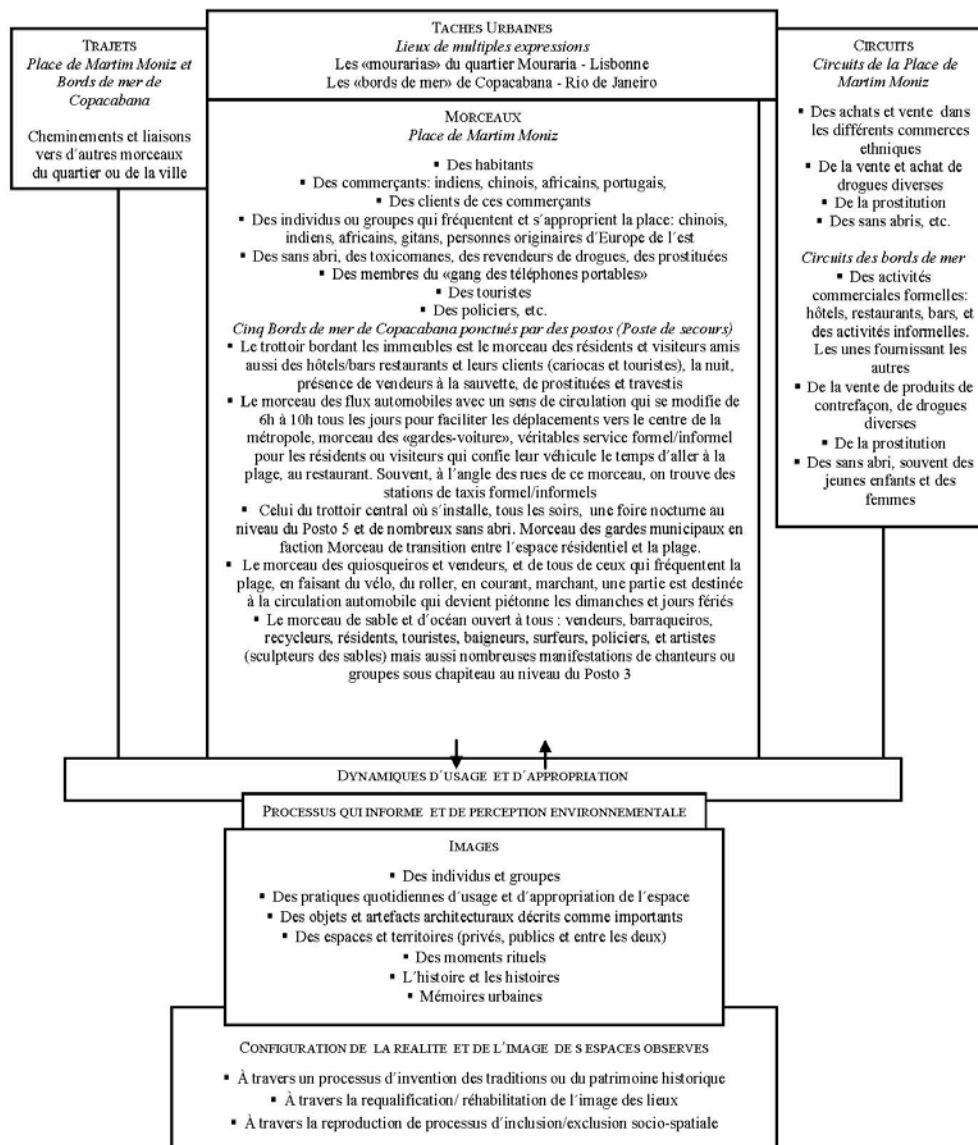 TRAJETS
Place de Martim Moniz et
Bords de mer de
Copacabana
Cheminements et liaisons
vers d´autres morceaux
du quartier ou de la ville
TACHES URBAINES
Lieux de multiples expressions
Les «mourarias» du quartier Mouraria - Lisbonne
Les «bords de mer» de Copacabana - Rio de Janeiro
MORCEAUX
Place de Martim Moniz
▪ Des habitants
▪ Des commerçants: indiens, chinois, africains, portugais,
▪ Des clients de ces commerçants
▪ Des individus ou groupes qui fréquentent et s´approprient la place: chinois,
indiens, africains, gitans, personnes originaires d´Europe de l´est
▪ Des sans abri, des toxicomanes, des revendeurs de drogues, des prostituées
▪ Des membres du «gang des téléphones portables»
▪ Des touristes
▪ Des policiers, etc.
Cinq Bords de mer de Copacabana ponctués par des postos (Poste de secours)
▪ Le trottoir bordant les immeubles est le morceau des résidents et visiteurs amis
aussi des hôtels/bars restaurants et leurs clients (cariocas et touristes), la nuit,
présence de vendeurs à la sauvette, de prostituées et travestis
▪ Le morceau des flux automobiles avec un sens de circulation qui se modifie de
6h à 10h tous les jours pour faciliter les déplacements vers le centre de la
métropole, morceau des «gardes-voiture», véritables service formel/informel
pour les résidents ou visiteurs qui confie leur véhicule le temps d´aller à la
plage, au restaurant. Souvent, à l´angle des rues de ce morceau, on trouve des
stations de taxis formel/informels
▪ Celui du trottoir central où s´installe, tous les soirs, une foire nocturne au
niveau du Posto 5 et de nombreux sans abri. Morceau des gardes municipaux en
faction Morceau de transition entre l´espace résidentiel et la plage.
▪ Le morceau des quiosqueiros et vendeurs, et de tous de ceux qui fréquentent la
plage, en faisant du vélo, du roller, en courant, marchant, une partie est destinée
à la circulation automobile qui devient piétonne les dimanches et jours fériés
▪ Le morceau de sable et d´océan ouvert à tous : vendeurs, barraqueiros,
recycleurs, résidents, touristes, baigneurs, surfeurs, policiers, et artistes
(sculpteurs des sables) mais aussi nombreuses manifestations de chanteurs ou
groupes sous chapiteau au niveau du Posto 3
CIRCUITS
Circuits de la Place de
Martim Moniz
▪ Des achats et vente dans
les différents commerces
ethniques
▪ De la vente et achat de
drogues diverses
▪ De la prostitution
▪ Des sans abris, etc.
Circuits des bords de mer
▪ Des activités
commerciales formelles:
hôtels, restaurants, bars, et
des activités informelles.
Les unes fournissant les
autres
▪ De la vente de produits de
contrefaçon, de drogues
diverses
▪ De la prostitution
▪ Des sans abri, souvent des
jeunes enfants et des
femmes
DYNAMIQUES D´USAGE ET D´APPROPRIATION
PROCESSUS QUI INFORME ET DE PERCEPTION ENVIRONNEMENTALE
IMAGES
▪ Des individus et groupes
▪ Des pratiques quotidiennes d´usage et d´appropriation de l´espace
▪ Des objets et artefacts architecturaux décrits comme importants
▪ Des espaces et territoires (privés, publics et entre les deux)
▪ Des moments rituels
▪ L´histoire et les histoires
▪ Mémoires urbaines
CONFIGURATION DE LA REALITE ET DE L´IMAGE DE S ESPACES OBSERVES
▪ À travers un processus d´invention des traditions ou du patrimoine historique
▪ À travers la requalification/ réhabilitation de l´image des lieux
▪ À travers la reproduction de processus d´inclusion/exclusion socio-spatiale